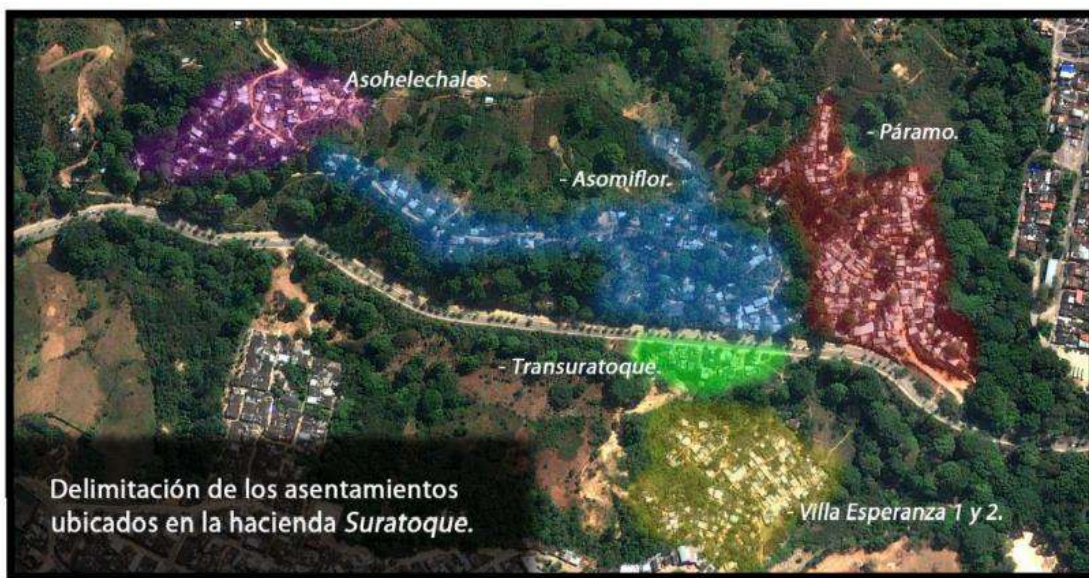 - Asohelechales.
- Páramo.
- Asomiflor.
- Transuratoque.
- Villa Esperanza 1 y 2.
Delimitación de los asentamientos
ubicados en la hacienda Suratoque.